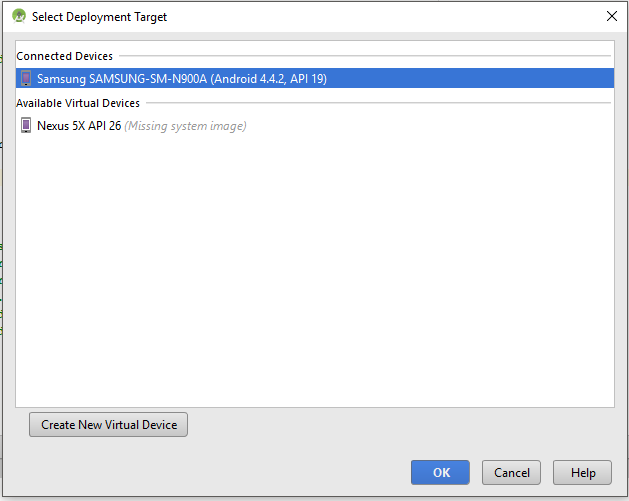 Select Deployment Target
Connected Devices
Samsung SAMSUNG-SM-N900A (Android 4.4.2, API 19)
Available Virtual Devices
Nexus 5X API 26 (Missing system image)
Create New Virtual Device
OK Cancel Help